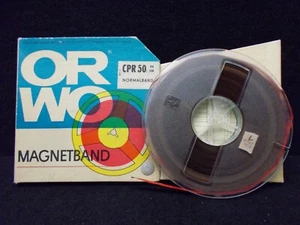 OR
WO
CPR 50
NORMALBAND
MAGNETBAND